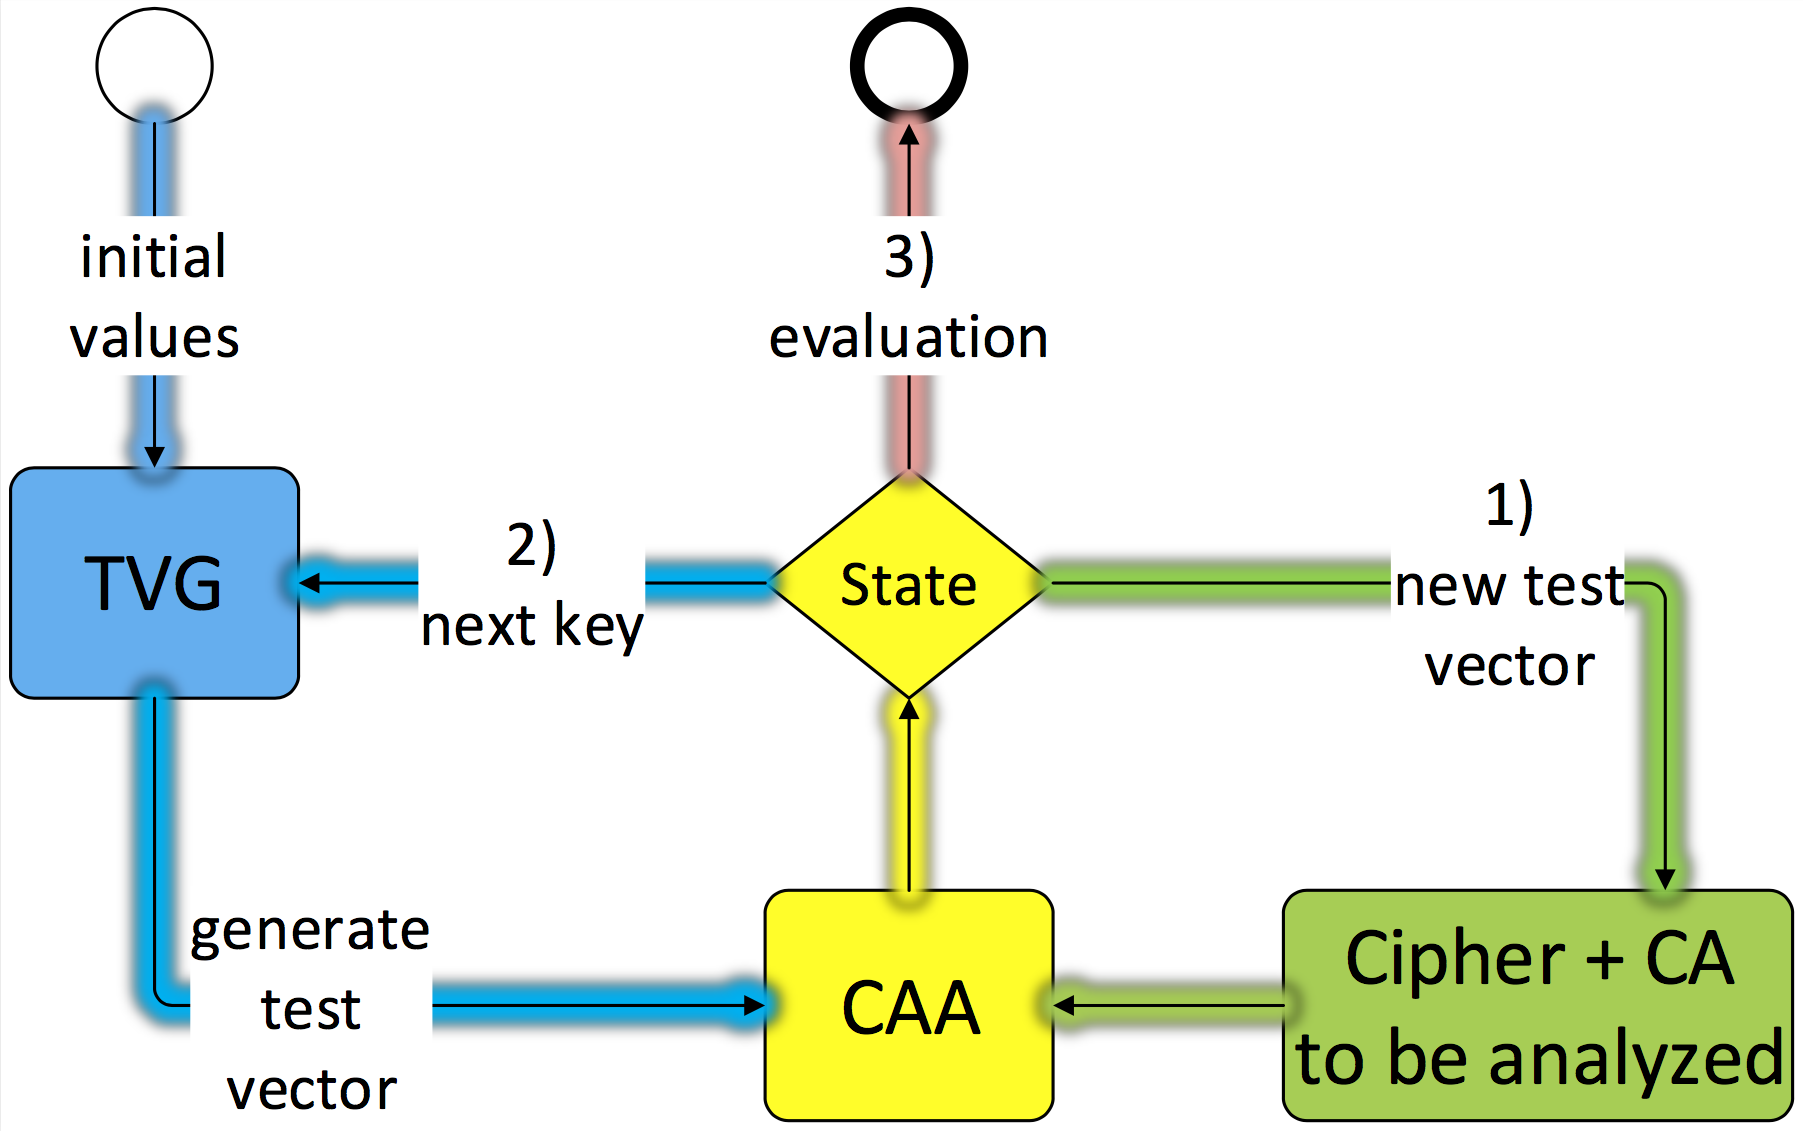 initial
values
3)
evaluation
TVG
2)
next key
State
1)
new test
vector
generate
test
vector
CAA
Cipher + CA
to be analyzed